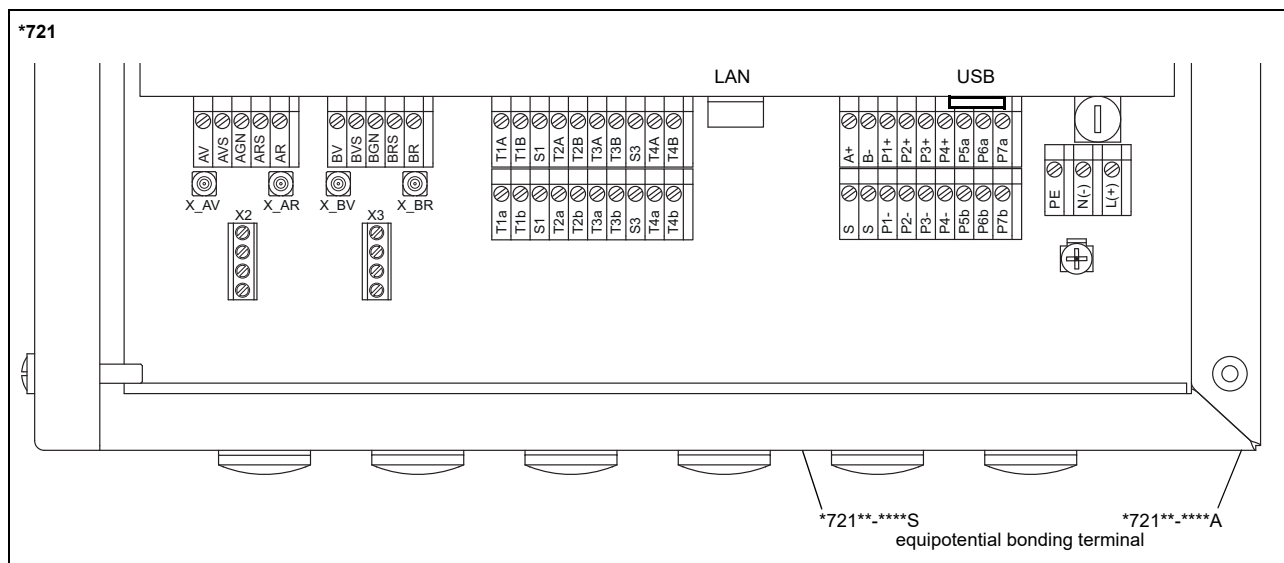 *721
LAN USB
AV AVS AGN ARS AR BV BVS BGN BRS BR T1A T1B S1 T2A T2B T3A T3B S3 T4A T4B A+ B- P1+ P2+ P3+ P4+ P5a P6a P7a
PE N(-) L(+)
X_AV X_AR X_BV X_BR
T1a T1b S1 T2a T2b T3a T3b S3 T4a T4b S S P1- P2- P3- P4- P5b P6b P7b
X2 X3
*721**-****S *721**-****A
equipotential bonding terminal